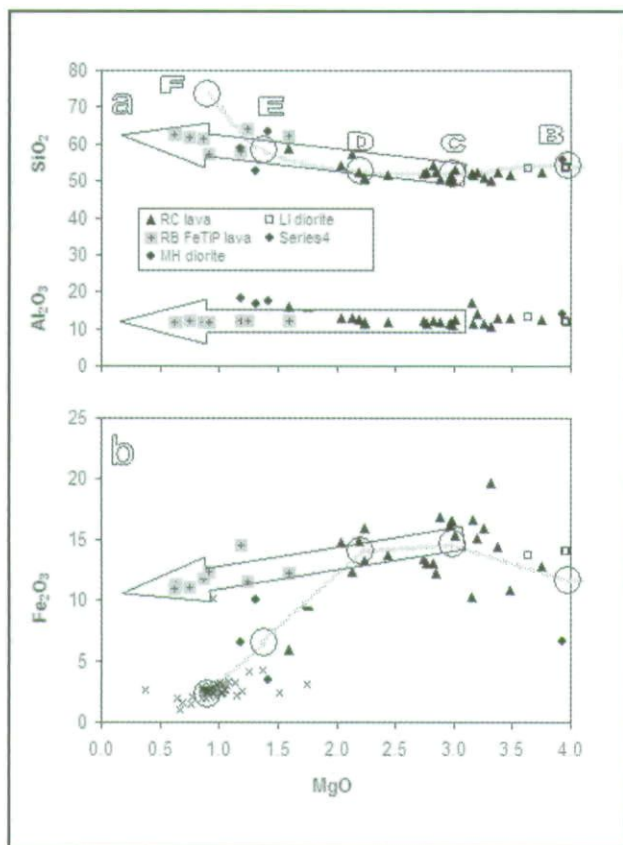 80
70
60
50
40
30
20
10
0
SiO₂
Al₂O₃
a
F
E
D
C
B
▲ RC lava
□ LI diorite
RB FeTiP lava
◆ Series4
MH diorite
b
25
20
15
10
5
0
Fe₂O₃
0.0 0.5 1.0 1.5 2.0 2.5 3.0 3.5 4.0
MgO